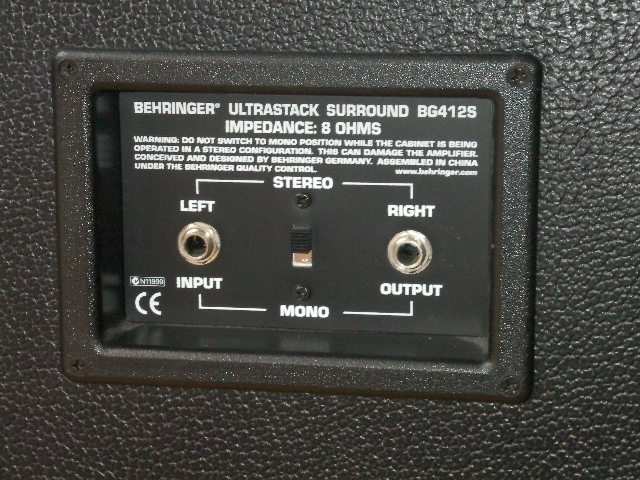 BEHRINGER® ULTRASTACK SURROUND BG412S
IMPEDANCE: 8 OHMS
WARNING: DO NOT SWITCH TO MONO POSITION WHILE THE CABINET IS BEING
OPERATED IN A STEREO CONFIGURATION. THIS CAN DAMAGE THE AMPLIFIER.
CONCEIVED AND DESIGNED BY BEHRINGER GERMANY. ASSEMBLED IN CHINA
UNDER THE BEHRINGER QUALITY CONTROL. www.behringer.com
STEREO
LEFT RIGHT
INPUT OUTPUT
N11999
CE
MONO